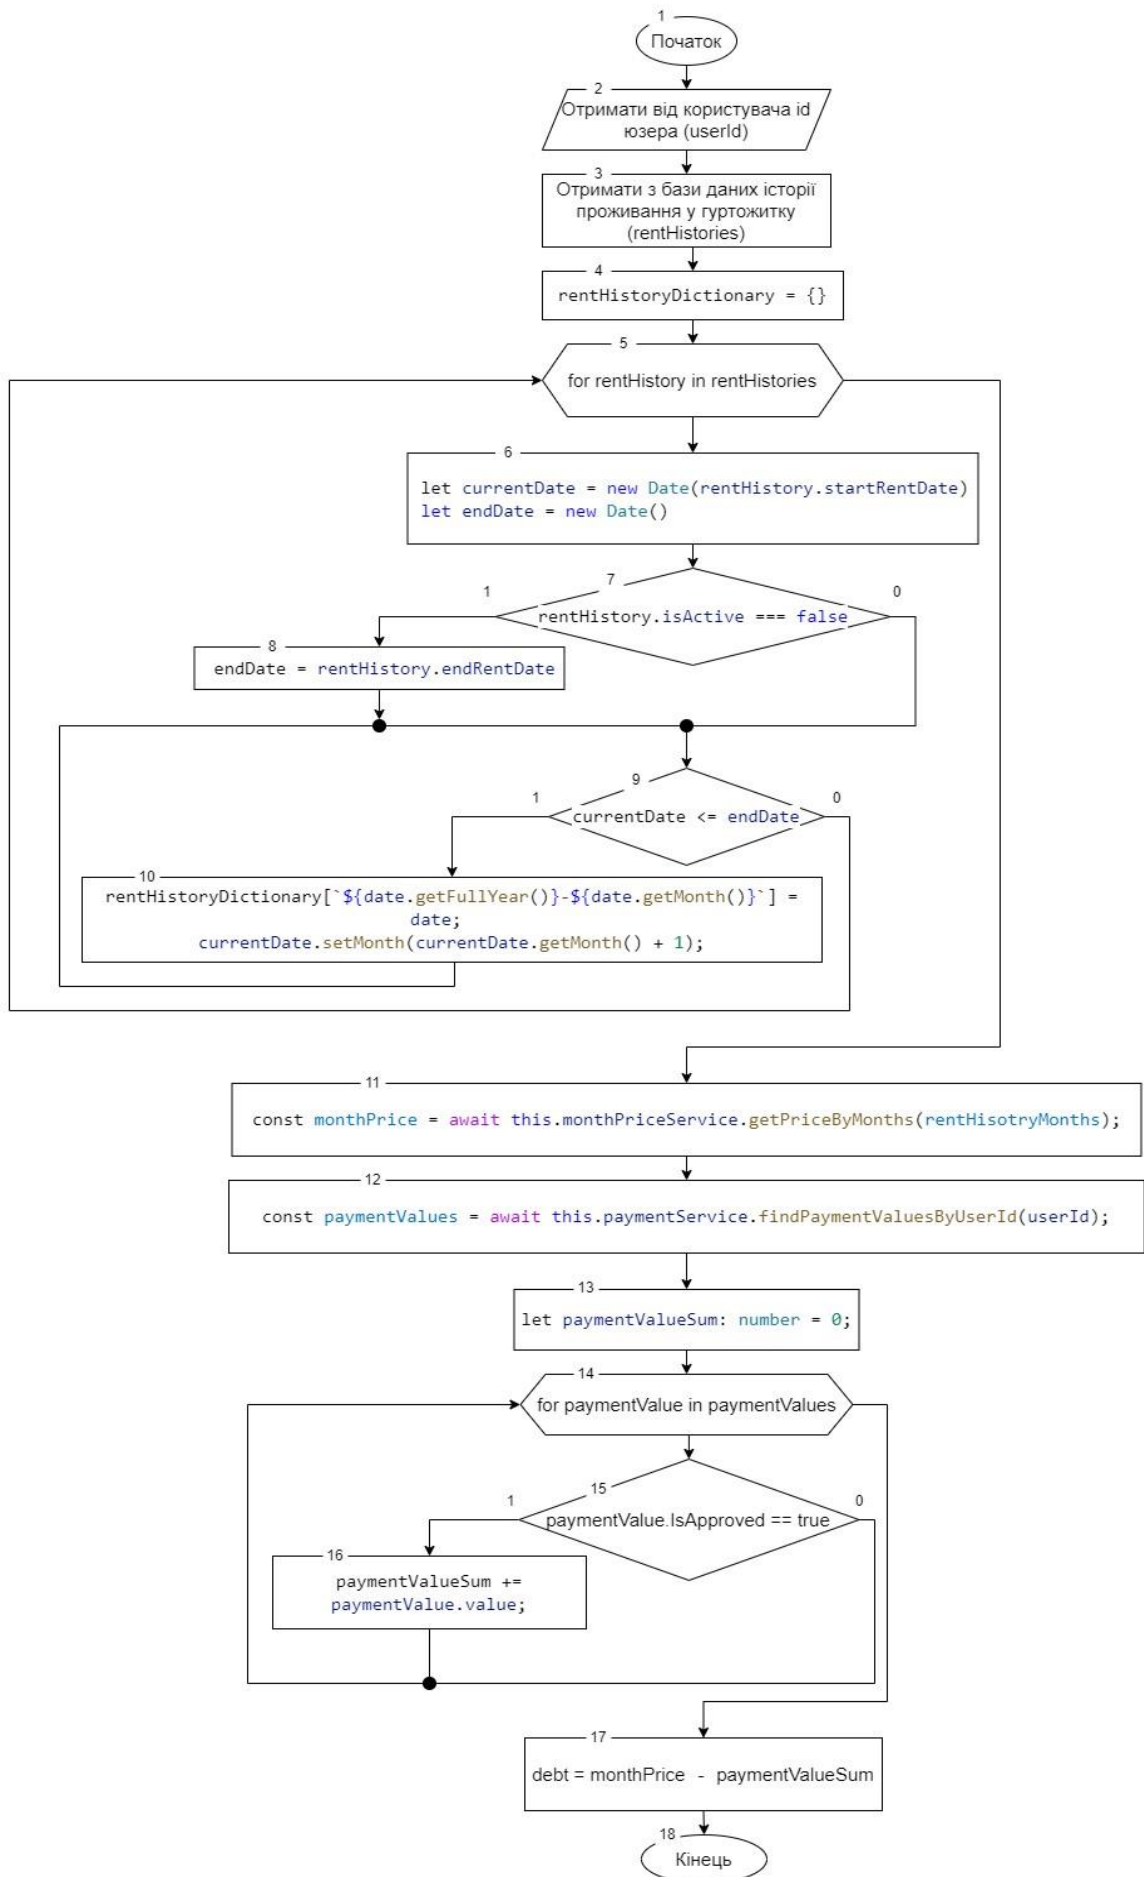 1
Початок
2
Отримати від користувача id
юзера (userId)
3
Отримати з бази даних історії
проживання у гуртожитку
(rentHistories)
4
rentHistoryDictionary = {}
5
for rentHistory in rentHistories
6
let currentDate = new Date(rentHistory.startRentDate)
let endDate = new Date()
7
1
0
rentHistory.isActive === false
8
endDate = rentHistory.endRentDate
9
1
0
currentDate <= endDate
10
rentHistoryDictionary[`${date.getFullYear()}-${date.getMonth()}`] =
date;
currentDate.setMonth(currentDate.getMonth() + 1);
11
const monthPrice = await this.monthPriceService.getPriceByMonths(rentHisotryMonths);
12
const paymentValues = await this.paymentService.findPaymentValuesByUserId(userId);
13
let paymentValueSum: number = 0;
14
for paymentValue in paymentValues
15
1
0
paymentValue.IsApproved == true
16
paymentValueSum +=
paymentValue.value;
17
debt = monthPrice - paymentValueSum
18
Кінець